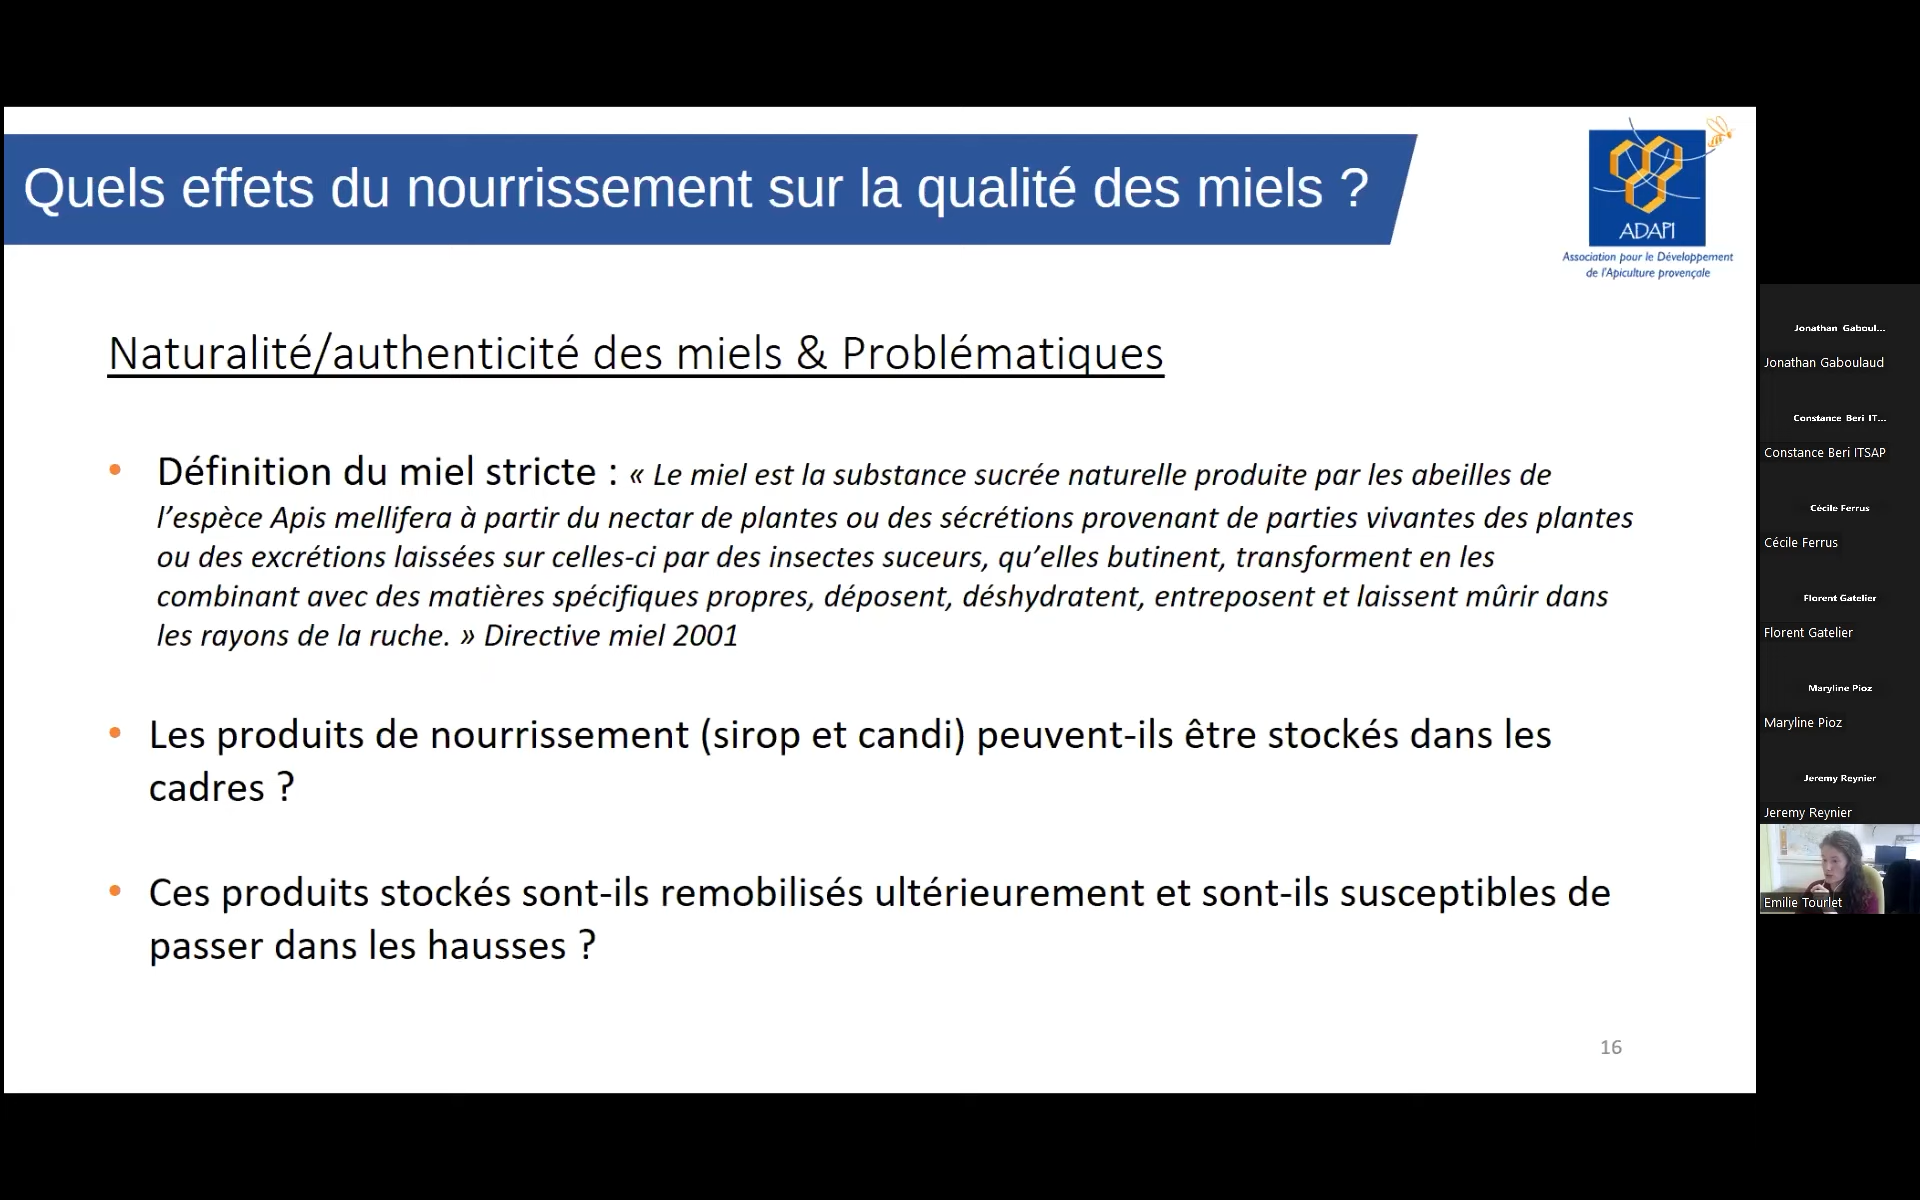 Quels effets du nourrissement sur la qualité des miels ?
ADAPI
Association pour le Développement
de l'Apiculture provençale
Naturalité/authenticité des miels & Problématiques
• Définition du miel stricte : « Le miel est la substance sucrée naturelle produite par les abeilles de
l’espèce Apis mellifera à partir du nectar de plantes ou des sécrétions provenant de parties vivantes des plantes
ou des excrétions laissées sur celles-ci par des insectes suceurs, qu’elles butinent, transforment en les
combinant avec des matières spécifiques propres, déposent, déshydratent, entreposent et laissent mûrir dans
les rayons de la ruche. » Directive miel 2001
• Les produits de nourrissement (sirop et candi) peuvent-ils être stockés dans les
cadres ?
• Ces produits stockés sont-ils remobilisés ultérieurement et sont-ils susceptibles de
passer dans les hausses ?
16
Jonathan Gaboul...
Jonathan Gaboulaud
Constance Beri IT...
Constance Beri ITSAP
Cécile Ferrus
Cécile Ferrus
Florent Gatelier
Florent Gatelier
Maryline Pioz
Maryline Pioz
Jeremy Reynier
Jeremy Reynier
Emilie Tourlet